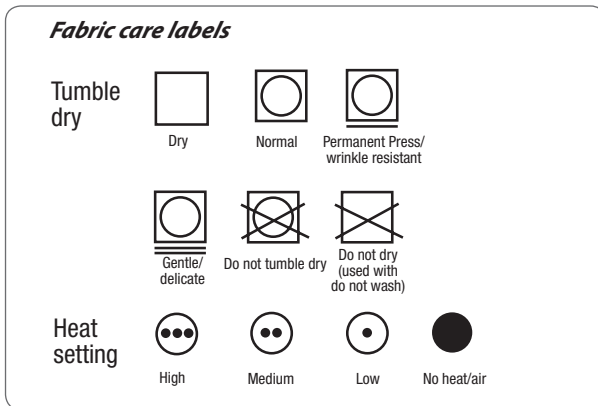 Fabric care labels
Tumble
dry
Dry
Normal
Permanent Press/
wrinkle resistant
Gentle/
delicate
Do not tumble dry
Do not dry
(used with
do not wash)
Heat
setting
High
Medium
Low
No heat/air